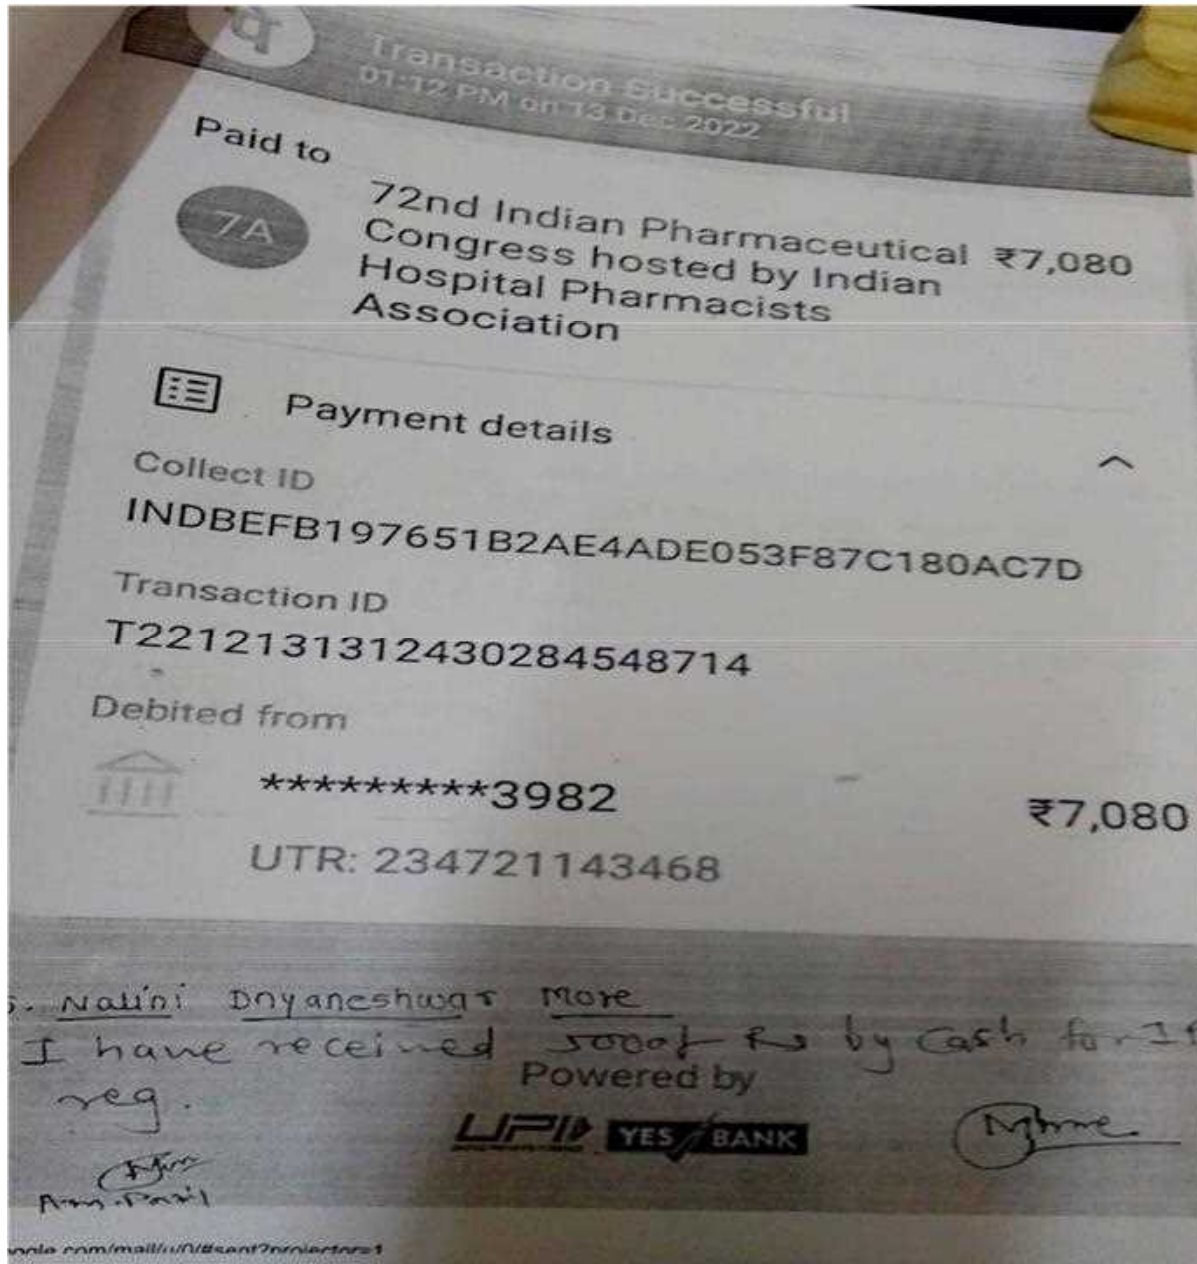 पे
Transaction Successful
01:12 PM on 13 Dec 2022
Paid to
7A
72nd Indian Pharmaceutical ₹7,080
Congress hosted by Indian
Hospital Pharmacists
Association
Payment details
Collect ID
INDBEFB197651B2AE4ADE053F87C180AC7D
Transaction ID
T2212131312430284548714
Debited from
*********3982 ₹7,080
UTR: 234721143468
Nalini Dnyaneshwar More
I have received Rs by cash for
reg.
Powered by
UPI YES BANK